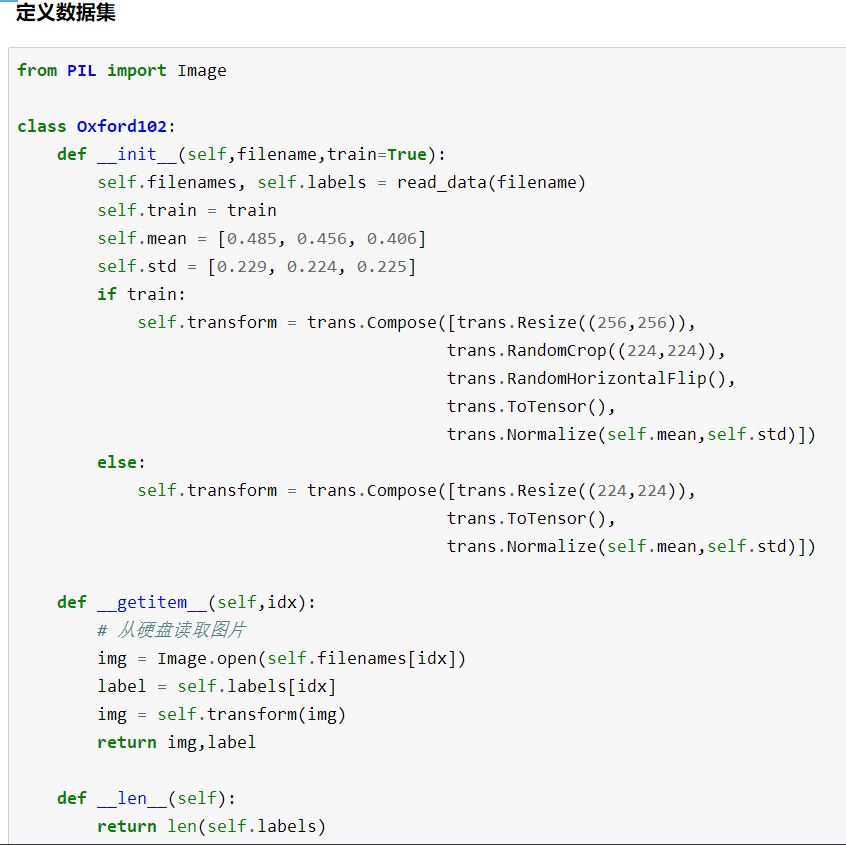 定义数据集
from PIL import Image
class Oxford102:
def __init__(self,filename,train=True):
self.filenames, self.labels = read_data(filename)
self.train = train
self.mean = [0.485, 0.456, 0.406]
self.std = [0.229, 0.224, 0.225]
if train:
self.transform = trans.Compose([trans.Resize((256,256)),
trans.RandomCrop((224,224)),
trans.RandomHorizontalFlip(),
trans.ToTensor(),
trans.Normalize(self.mean,self.std)])
else:
self.transform = trans.Compose([trans.Resize((224,224)),
trans.ToTensor(),
trans.Normalize(self.mean,self.std)])
def __getitem__(self,idx):
# 从硬盘读取图片
img = Image.open(self.filenames[idx])
label = self.labels[idx]
img = self.transform(img)
return img,label
def __len__(self):
return len(self.labels)